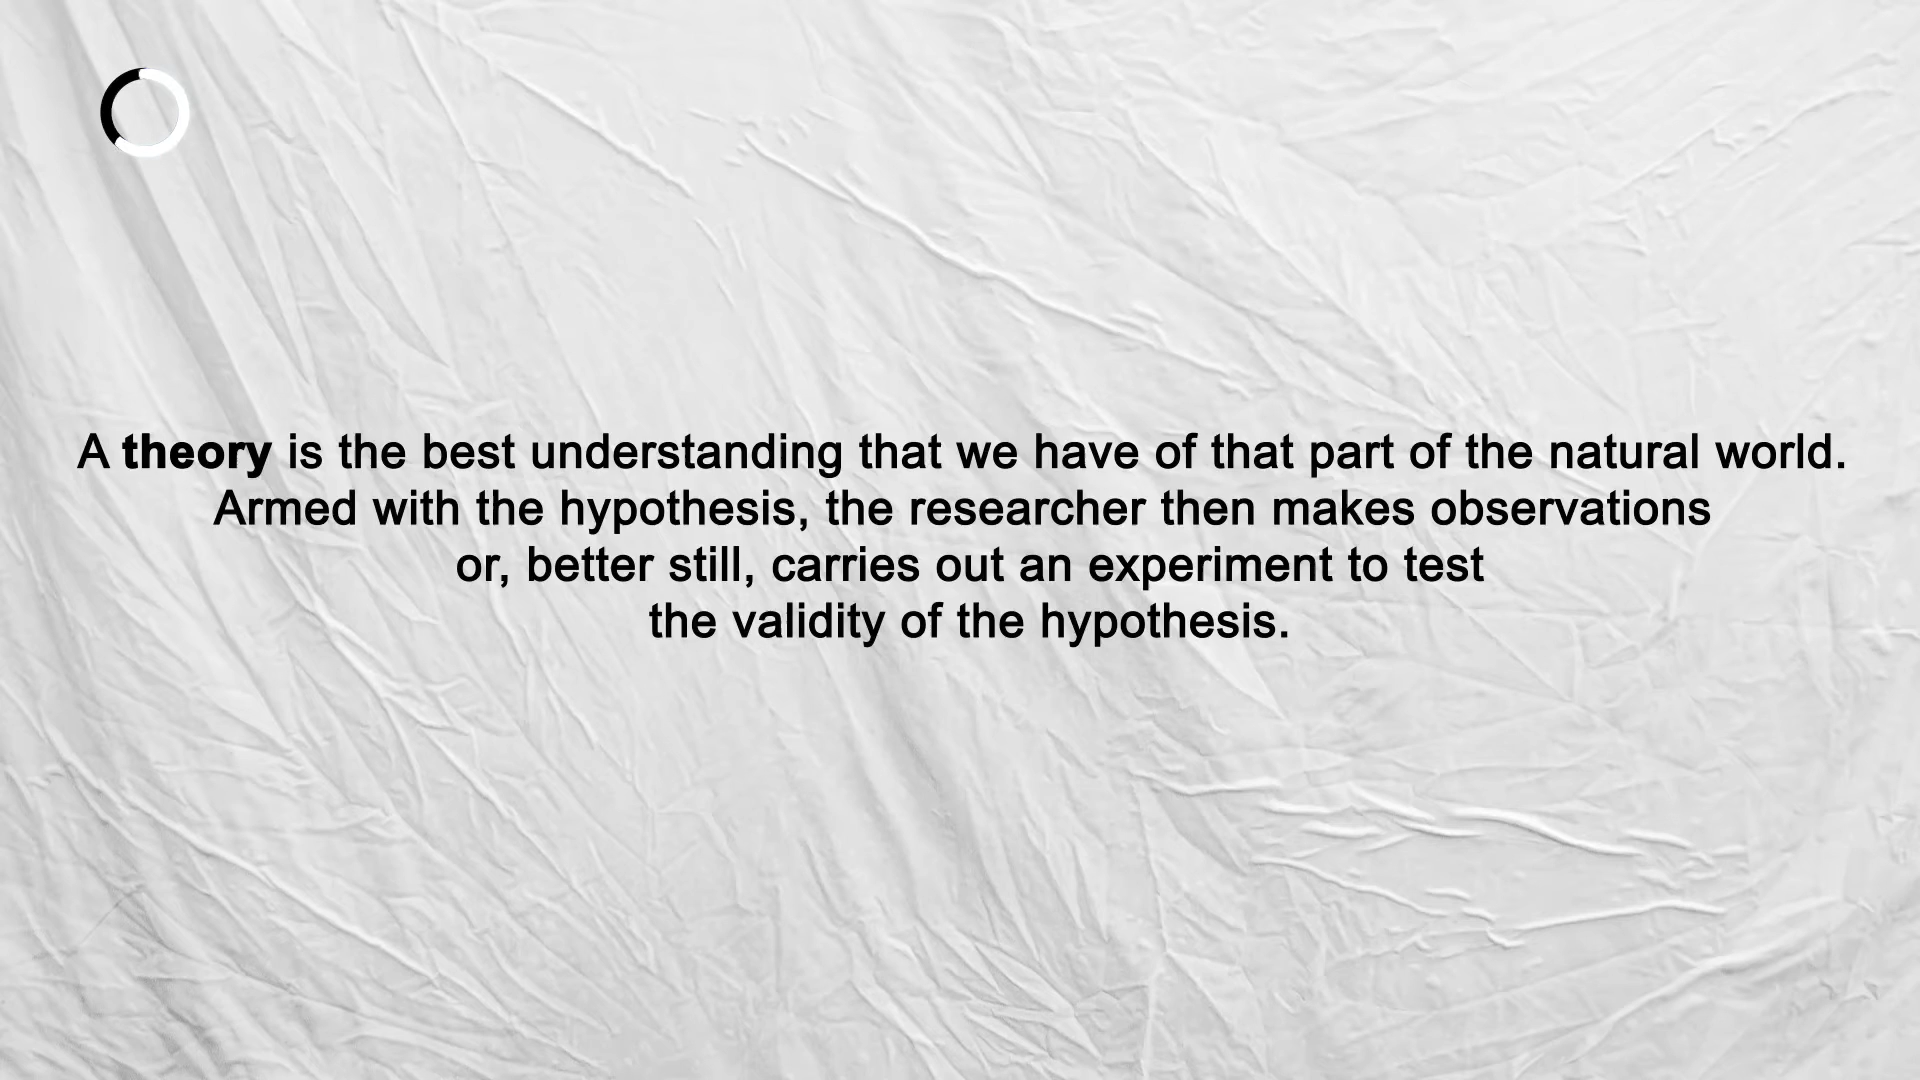 A theory is the best understanding that we have of that part of the natural world.
Armed with the hypothesis, the researcher then makes observations
or, better still, carries out an experiment to test
the validity of the hypothesis.